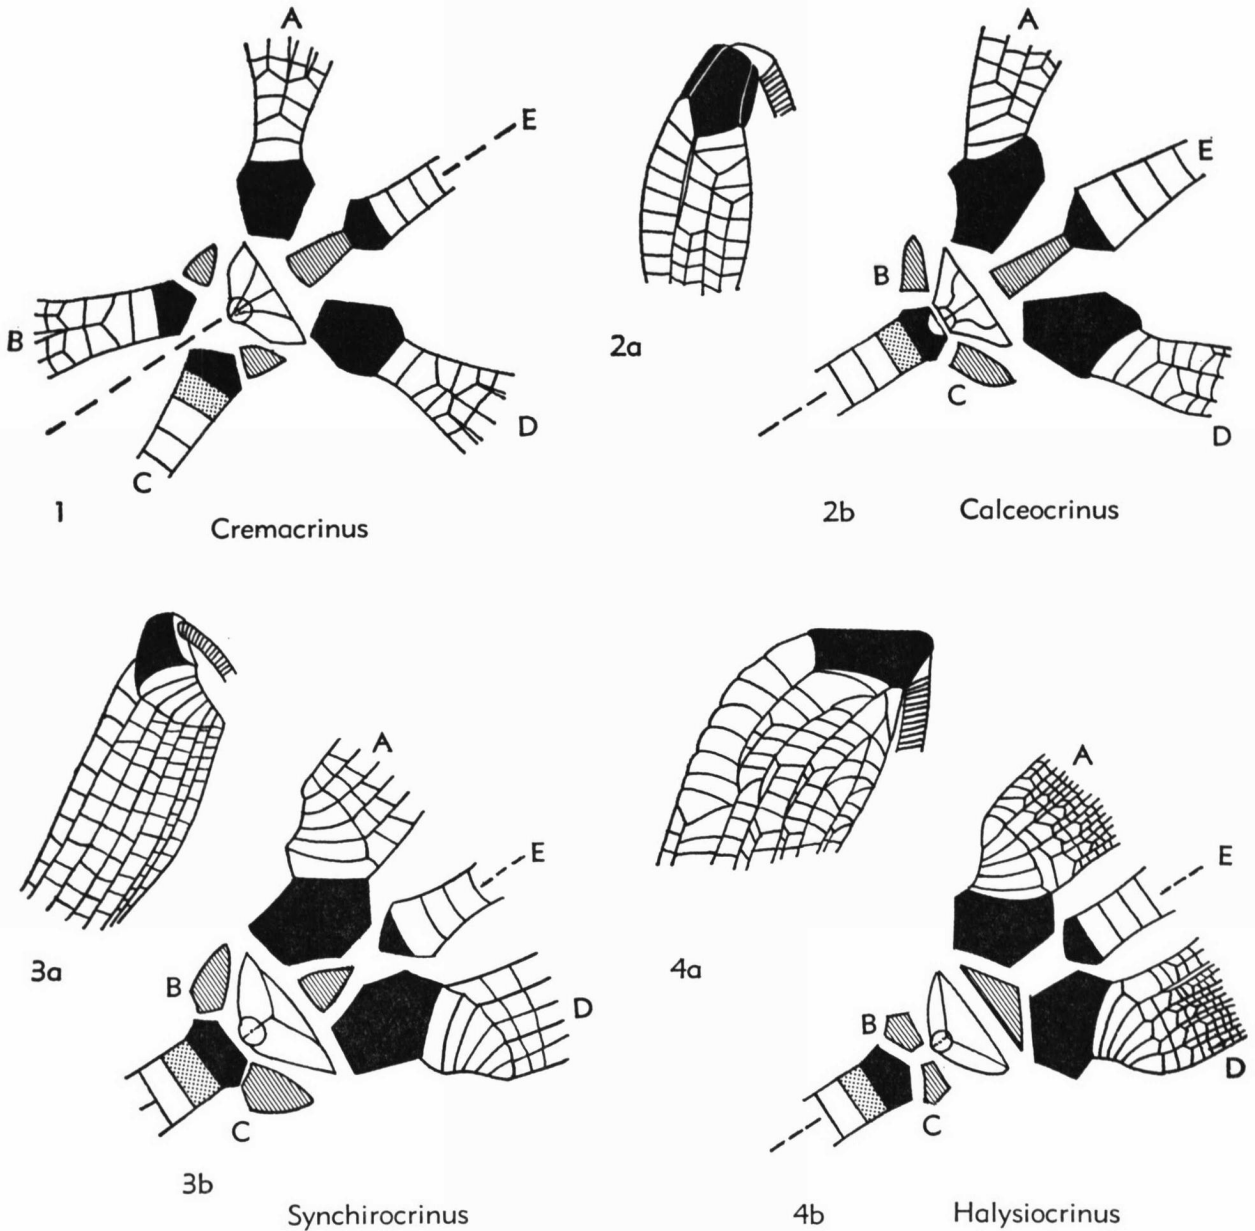 A
E
B
D
C
1
Cremacrinus
2a
A
E
B
C
D
2b
Calceocrinus
3a
A
E
B
D
C
3b
Synchirocrinus
4a
A
E
B
C
D
4b
Halysiocrinus